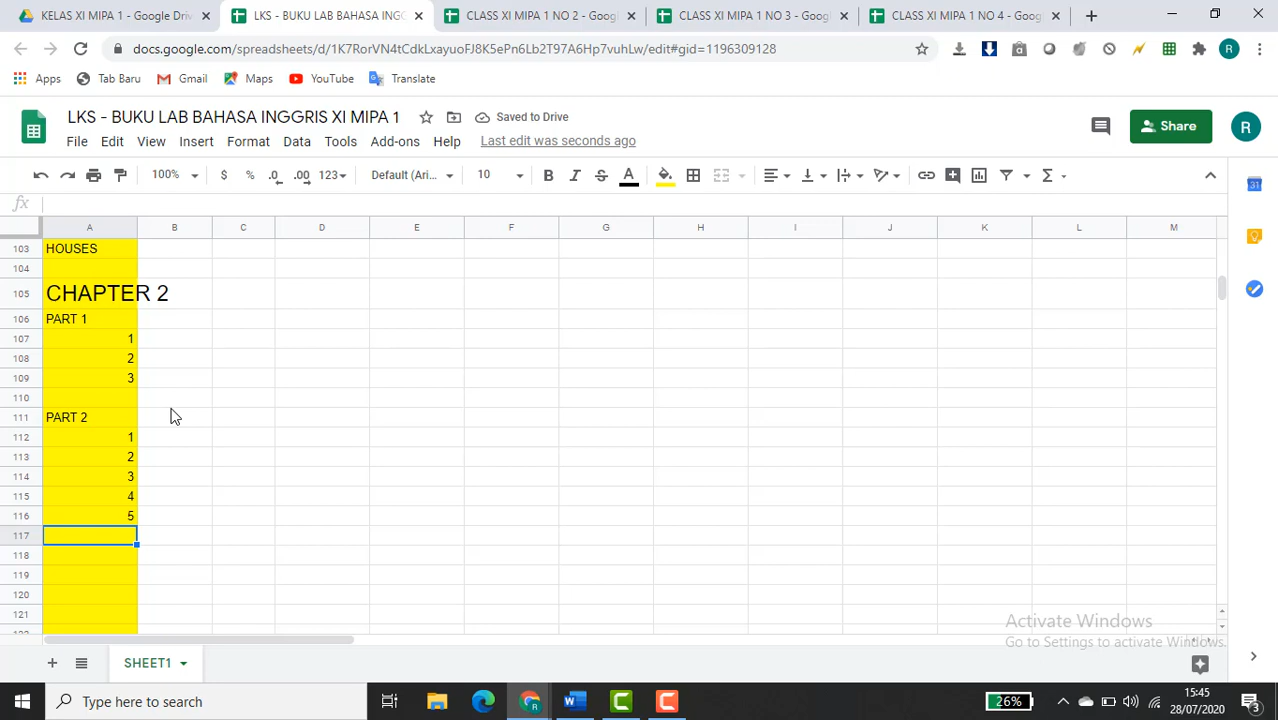 KELAS XI MIPA 1 - Google Driv
LKS - BUKU LAB BAHASA INGG
CLASS XI MIPA 1 NO 2 - Goog
CLASS XI MIPA 1 NO 3 - Googl
CLASS XI MIPA 1 NO 4 - Goog
docs.google.com/spreadsheets/d/1K7RorVN4tCdkLxayuoFJ8K5ePn6Lb2T97A6Hp7vuhLw/edit#gid=1196309128
R
Apps
Tab Baru
Gmail
Maps
YouTube
Translate
LKS - BUKU LAB BAHASA INGGRIS XI MIPA 1
Saved to Drive
Share
R
File Edit View Insert Format Data Tools Add-ons Help Last edit was seconds ago
100% $ % .0 .00 123 Default (Ari... 10 B I S A
31
fx
A B C D E F G H I J K L M
103 HOUSES
104
105 CHAPTER 2
106 PART 1
107 1
108 2
109 3
110
111 PART 2
112 1
113 2
114 3
115 4
116 5
117
118
119
120
121
Activate Windows
Go to Settings to activate Windows.
SHEET1
Type here to search
26%
15:45
28/07/2020
3